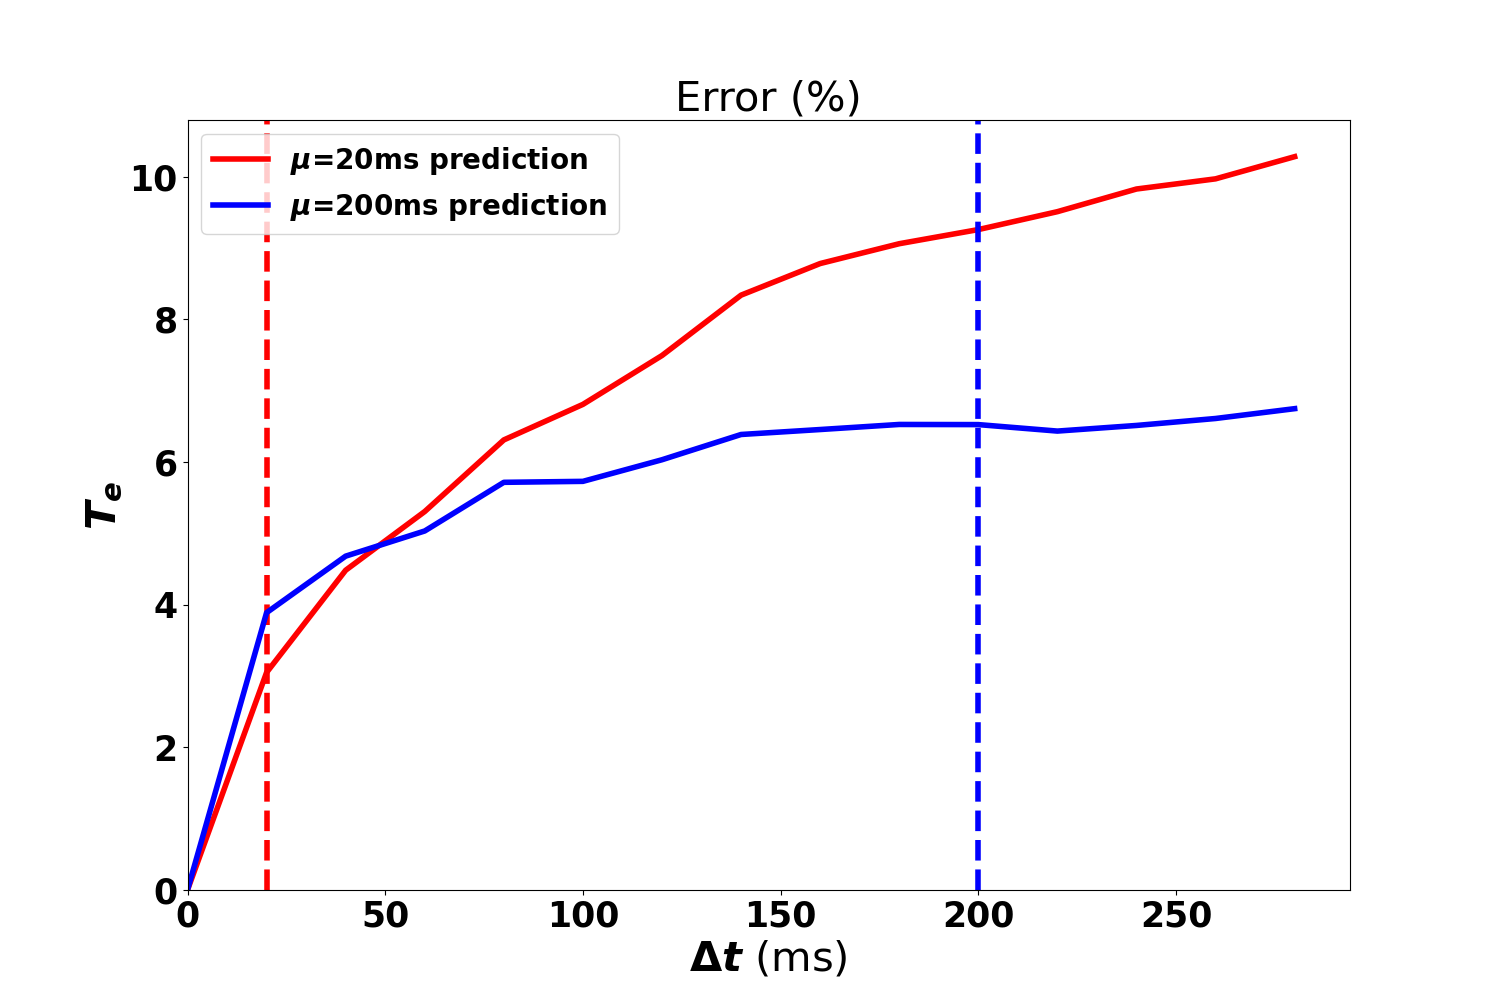 Error (%)
μ=20ms prediction
μ=200ms prediction
10
8
6
4
2
0
T_e
0 50 100 150 200 250
Δt (ms)